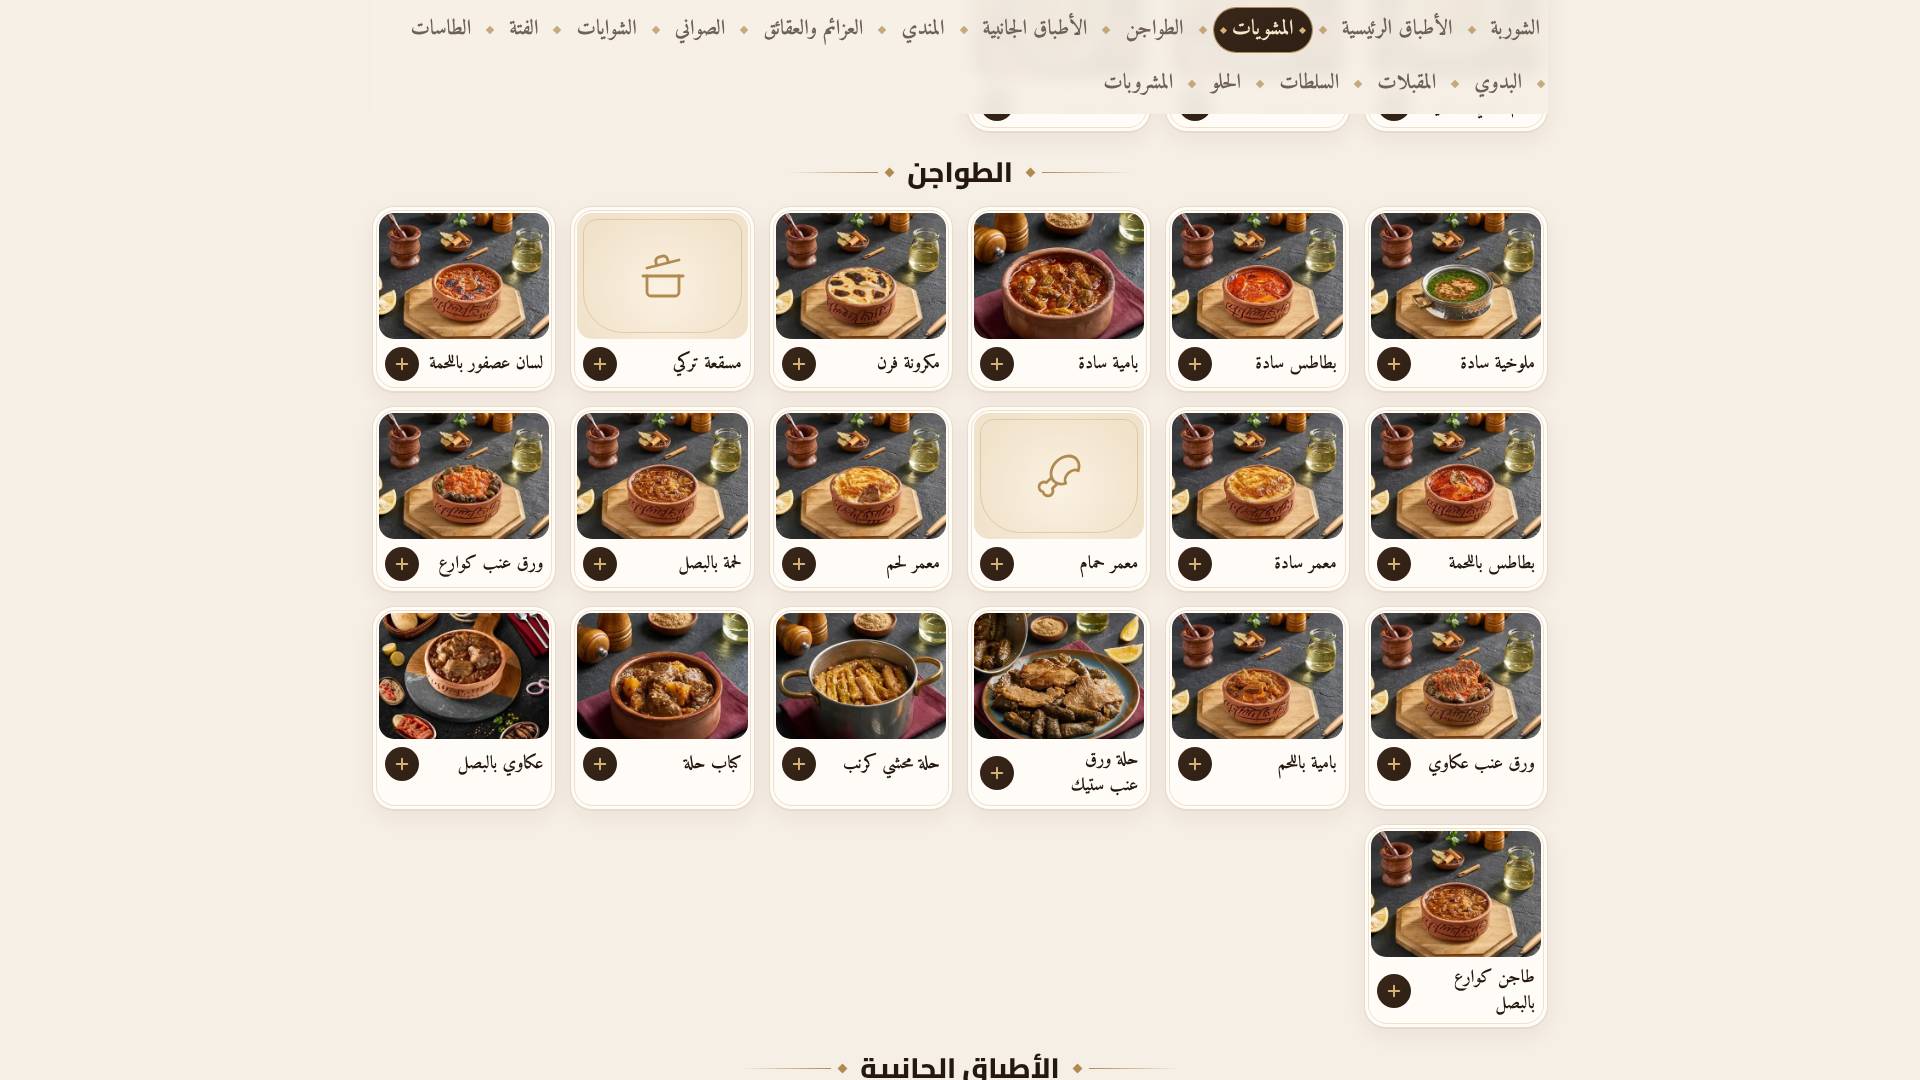 الشوربة
الأطباق الرئيسية
المشويات
الطواجن
الأطباق الجانبية
المندي
العزائم والعقائق
الصواني
الشوايات
الفتة
الطاسات
البدوي
المقبلات
السلطات
الحلو
المشروبات
الطواجن
ملوخية سادة
بطاطس سادة
بامية سادة
مكرونة فرن
مسقعة تركي
لسان عصفور باللحمة
بطاطس باللحمة
معمر سادة
معمر حمام
معمر لحم
لحمة بالبصل
ورق عنب كوارع
ورق عنب عكاوي
بامية باللحم
حلة ورق
عنب ستيك
حلة محشي كرنب
كباب حلة
عكاوي بالبصل
طاجن كوارع
بالبصل
الأطباق الجانبية